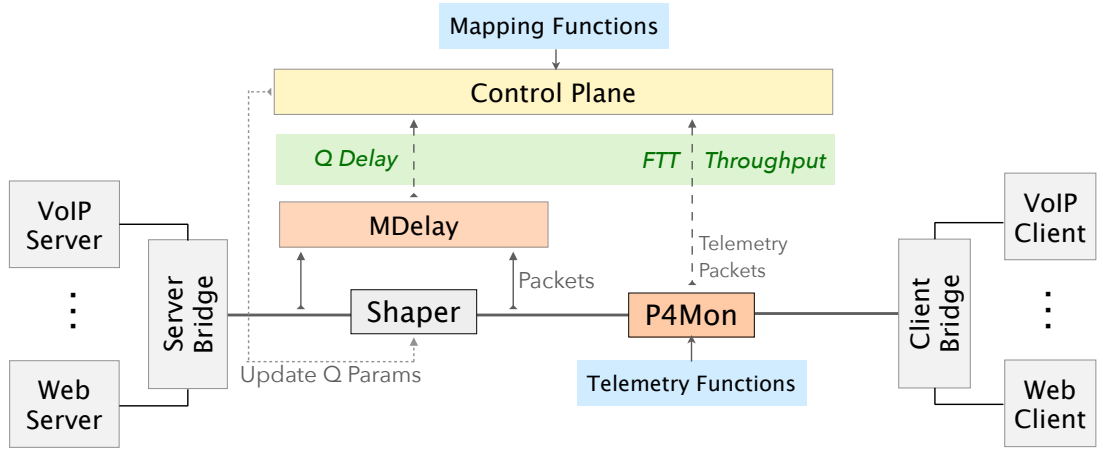 Mapping Functions
Control Plane
Q Delay
FTT
Throughput
VoIP
Server
MDelay
VoIP
Client
Telemetry
Packets
Packets
Server
Bridge
Shaper
P4Mon
Client
Bridge
Update Q Params
Telemetry Functions
Web
Server
Web
Client